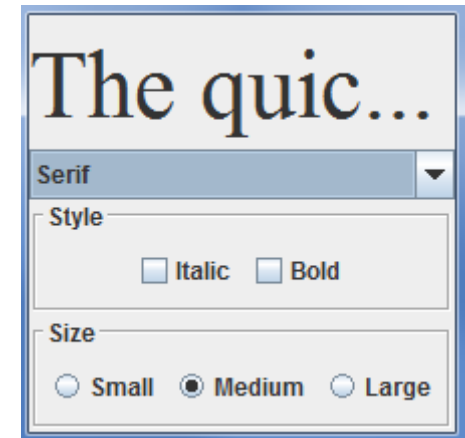 The quic...
Serif
Style
Italic Bold
Size
Small Medium Large